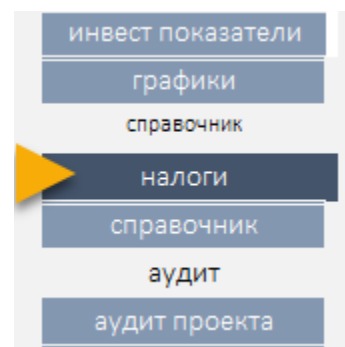 инвест показатели
графики
справочник
налоги
справочник
аудит
аудит проекта